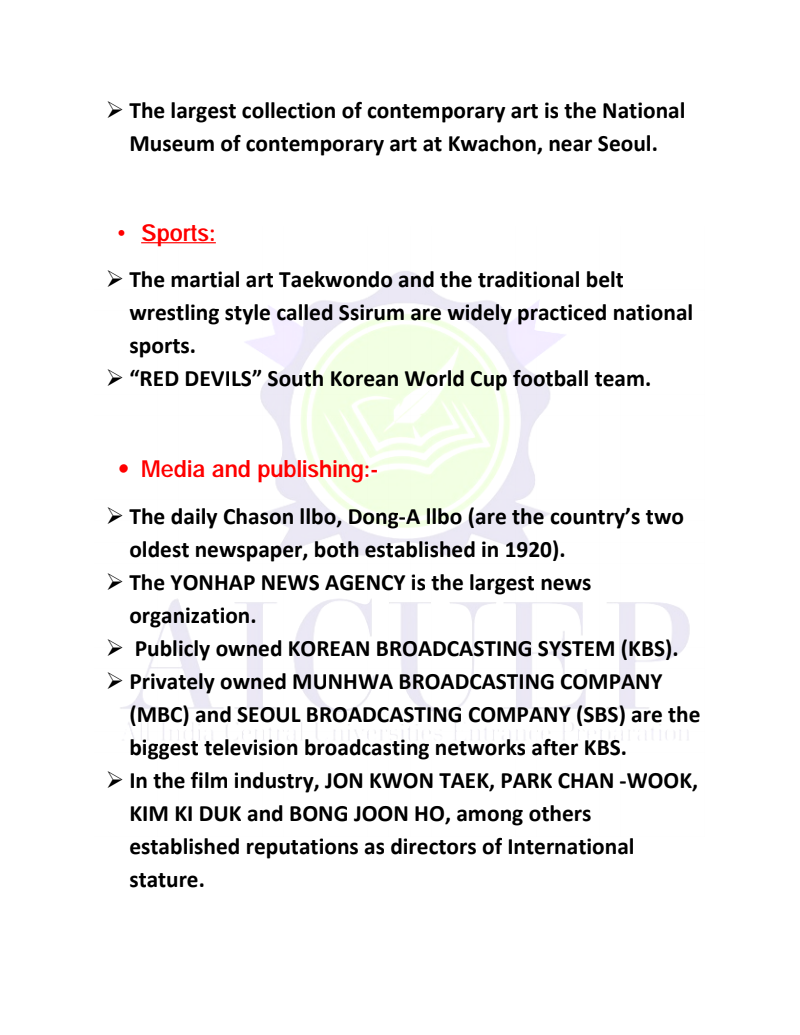 ➢ The largest collection of contemporary art is the National
Museum of contemporary art at Kwachon, near Seoul.
• Sports:
➢ The martial art Taekwondo and the traditional belt
wrestling style called Ssirum are widely practiced national
sports.
➢ “RED DEVILS” South Korean World Cup football team.
• Media and publishing:-
➢ The daily Chason llbo, Dong-A llbo (are the country’s two
oldest newspaper, both established in 1920).
➢ The YONHAP NEWS AGENCY is the largest news
organization.
➢ Publicly owned KOREAN BROADCASTING SYSTEM (KBS).
➢ Privately owned MUNHWA BROADCASTING COMPANY
(MBC) and SEOUL BROADCASTING COMPANY (SBS) are the
biggest television broadcasting networks after KBS.
➢ In the film industry, JON KWON TAEK, PARK CHAN -WOOK,
KIM KI DUK and BONG JOON HO, among others
established reputations as directors of International
stature.
AICUEP
All India Central Universities Entrance Preparation